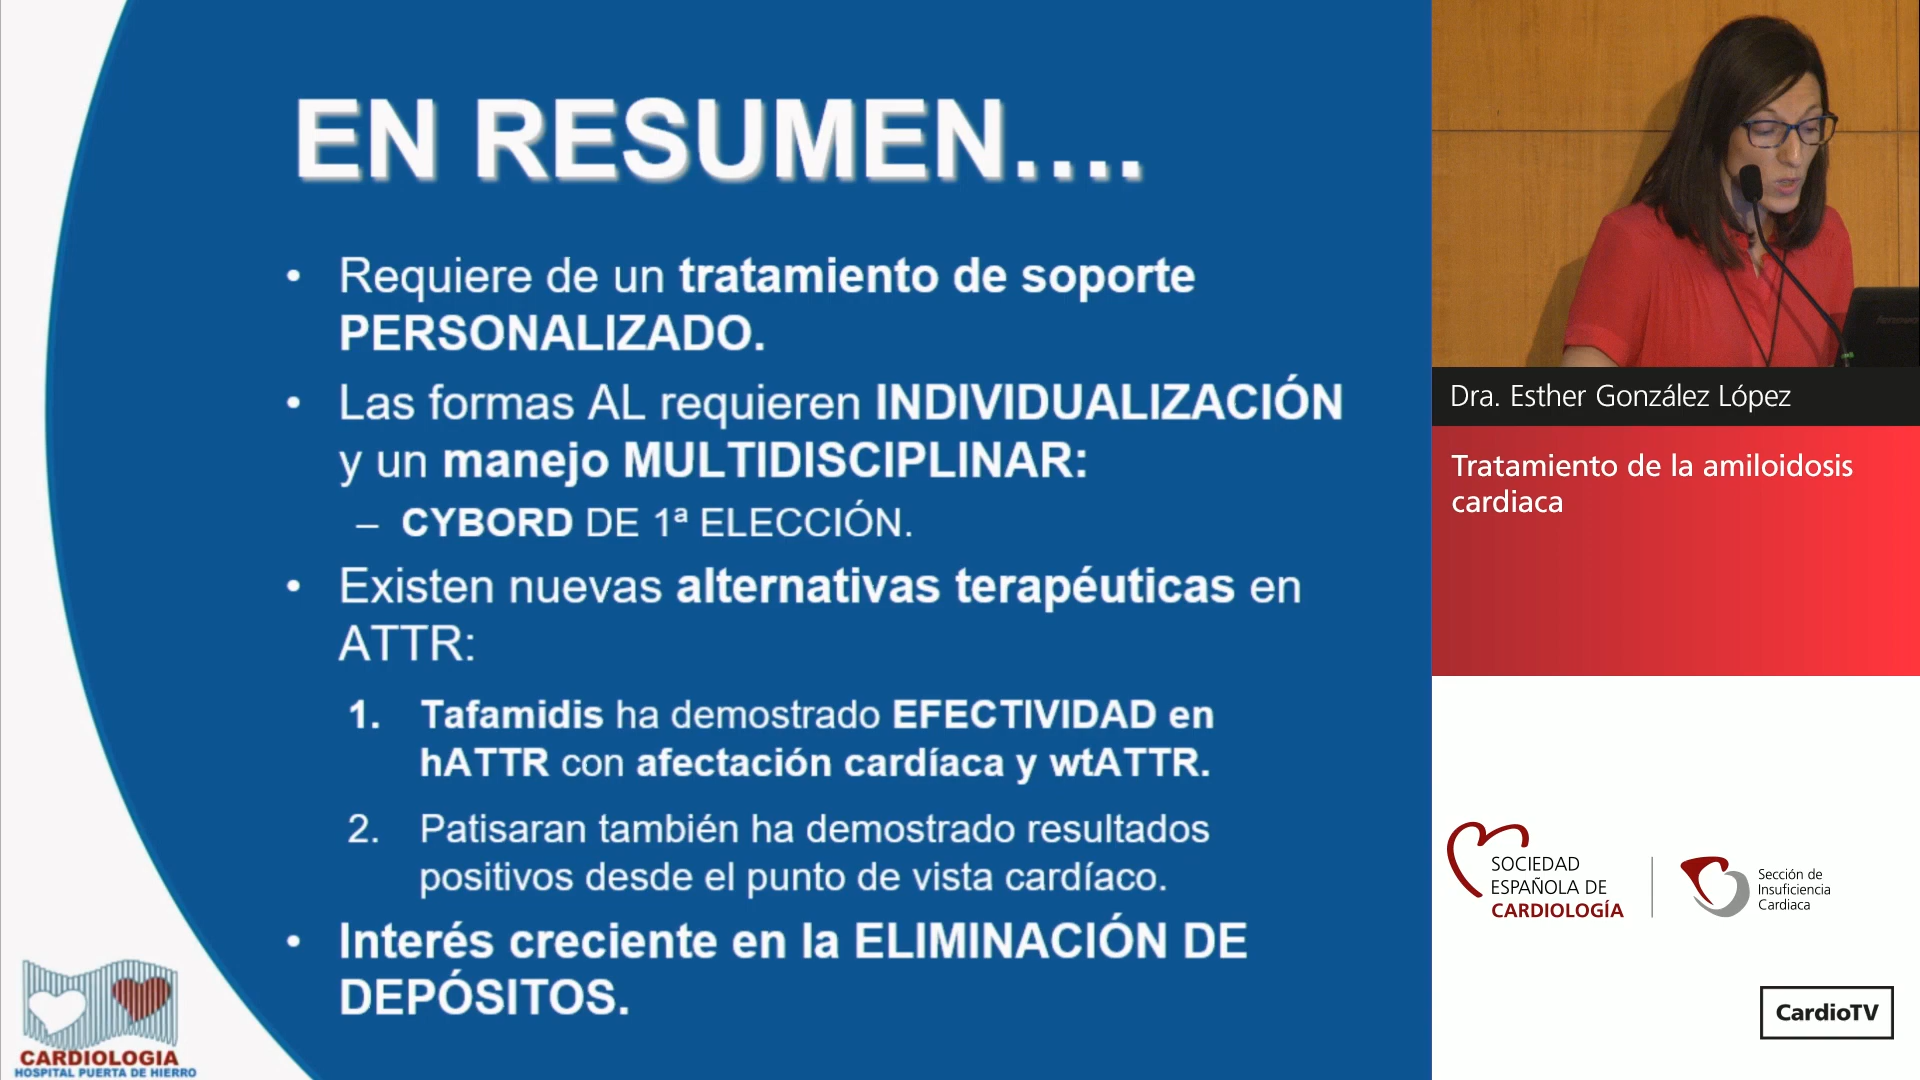 EN RESUMEN....
• Requiere de un tratamiento de soporte
PERSONALIZADO.
• Las formas AL requieren INDIVIDUALIZACIÓN
y un manejo MULTIDISCIPLINAR:
– CYBORD DE 1ª ELECCIÓN.
• Existen nuevas alternativas terapéuticas en
ATTR:
1. Tafamidis ha demostrado EFECTIVIDAD en
hATTR con afectación cardíaca y wtATTR.
2. Patisaran también ha demostrado resultados
positivos desde el punto de vista cardíaco.
• Interés creciente en la ELIMINACIÓN DE
DEPÓSITOS.
CARDIOLOGIA
HOSPITAL PUERTA DE HIERRO
lenovo
Dra. Esther González López
Tratamiento de la amiloidosis
cardiaca
SOCIEDAD
ESPAÑOLA DE
CARDIOLOGÍA
Sección de
Insuficiencia
Cardiaca
CardioTV